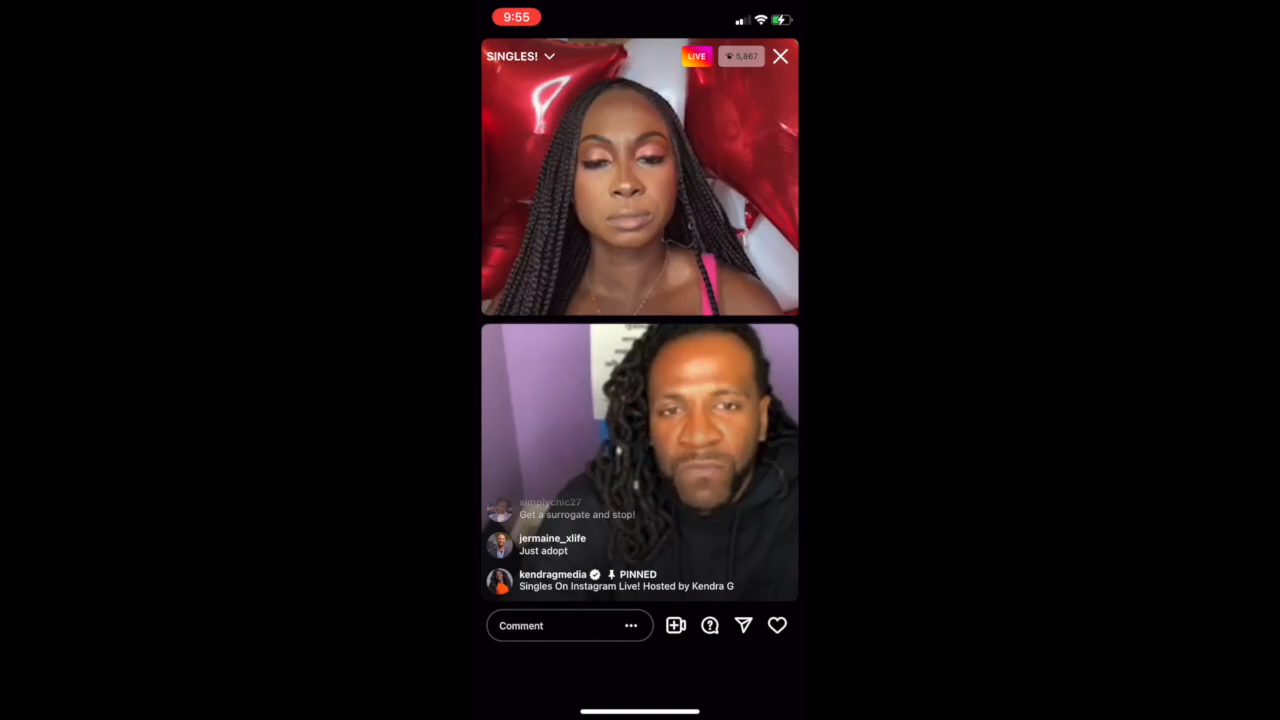 9:55
SINGLES!
LIVE
5,867
simplychic27
Get a surrogate and stop!
jermaine_xlife
Just adopt
kendragmedia PINNED
Singles On Instagram Live! Hosted by Kendra G
Comment